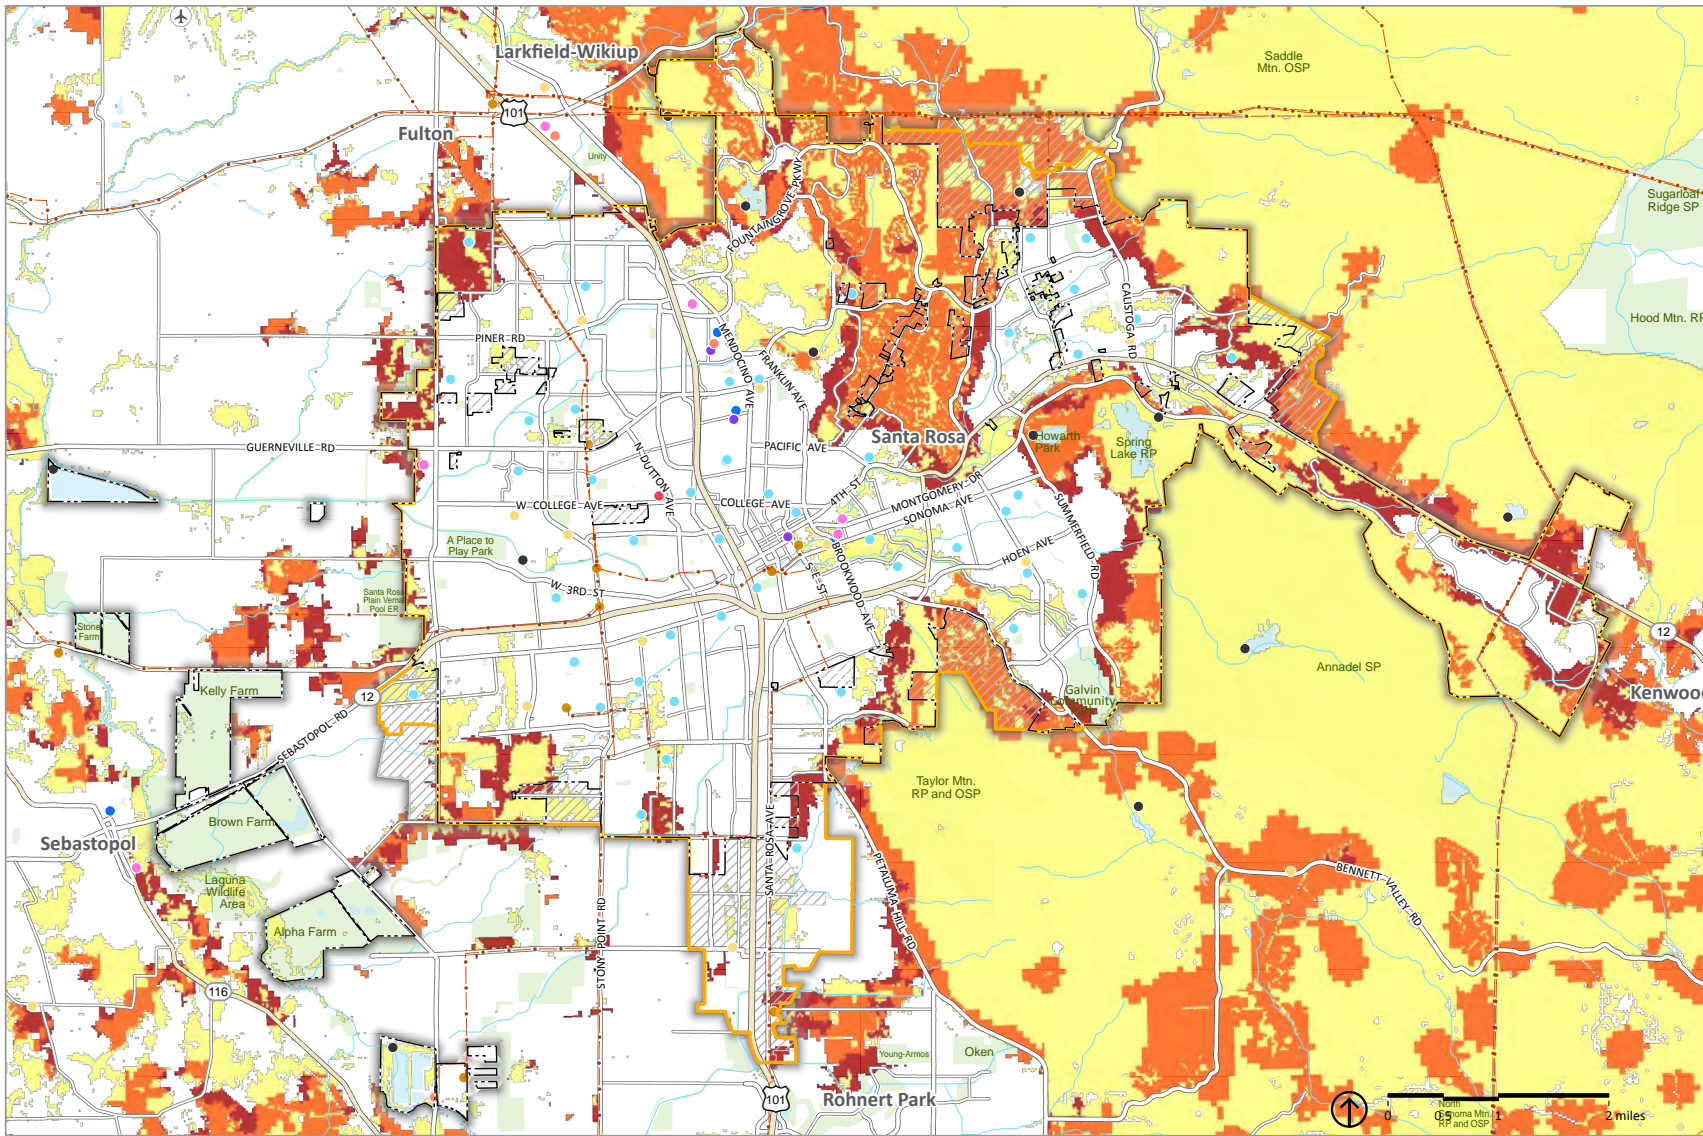 Larkfield-Wikiup
Saddle
Mtn. OSP
101
Fulton
Unity
Sugarloaf
Ridge SP
FOUNTAINGROVE PKWY
CALISTOGA RD
Hood Mtn. RP
PINER RD
MENDOCINO AVE
FRANKLIN AVE
Santa Rosa
Howarth
Park
Spring
Lake RP
GUERNEVILLE RD
PACIFIC AVE
N DUTTON AVE
W COLLEGE AVE
COLLEGE AVE
4TH ST
MONTGOMERY DR
SONOMA AVE
SUMMERFIELD RD
A Place to
Play Park
HOEN AVE
W 3RD ST
S E ST
BROOKWOOD AVE
Santa Rosa
Plain Vernal
Pool ER
Stone
Farm
12
Annadel SP
Kelly Farm
12
Galvin
Community
Kenwood
SEBASTOPOL RD
Taylor Mtn.
RP and OSP
Brown Farm
Sebastopol
SANTA ROSA AVE
PETALUMA HILL RD
BENNETT VALLEY RD
Laguna
Wildlife
Area
Alpha Farm
STONY POINT RD
116
Young-Armos
Oken
101
Rohnert Park
0 0.5 1 2 miles
North
Sonoma Mtn.
RP and OSP